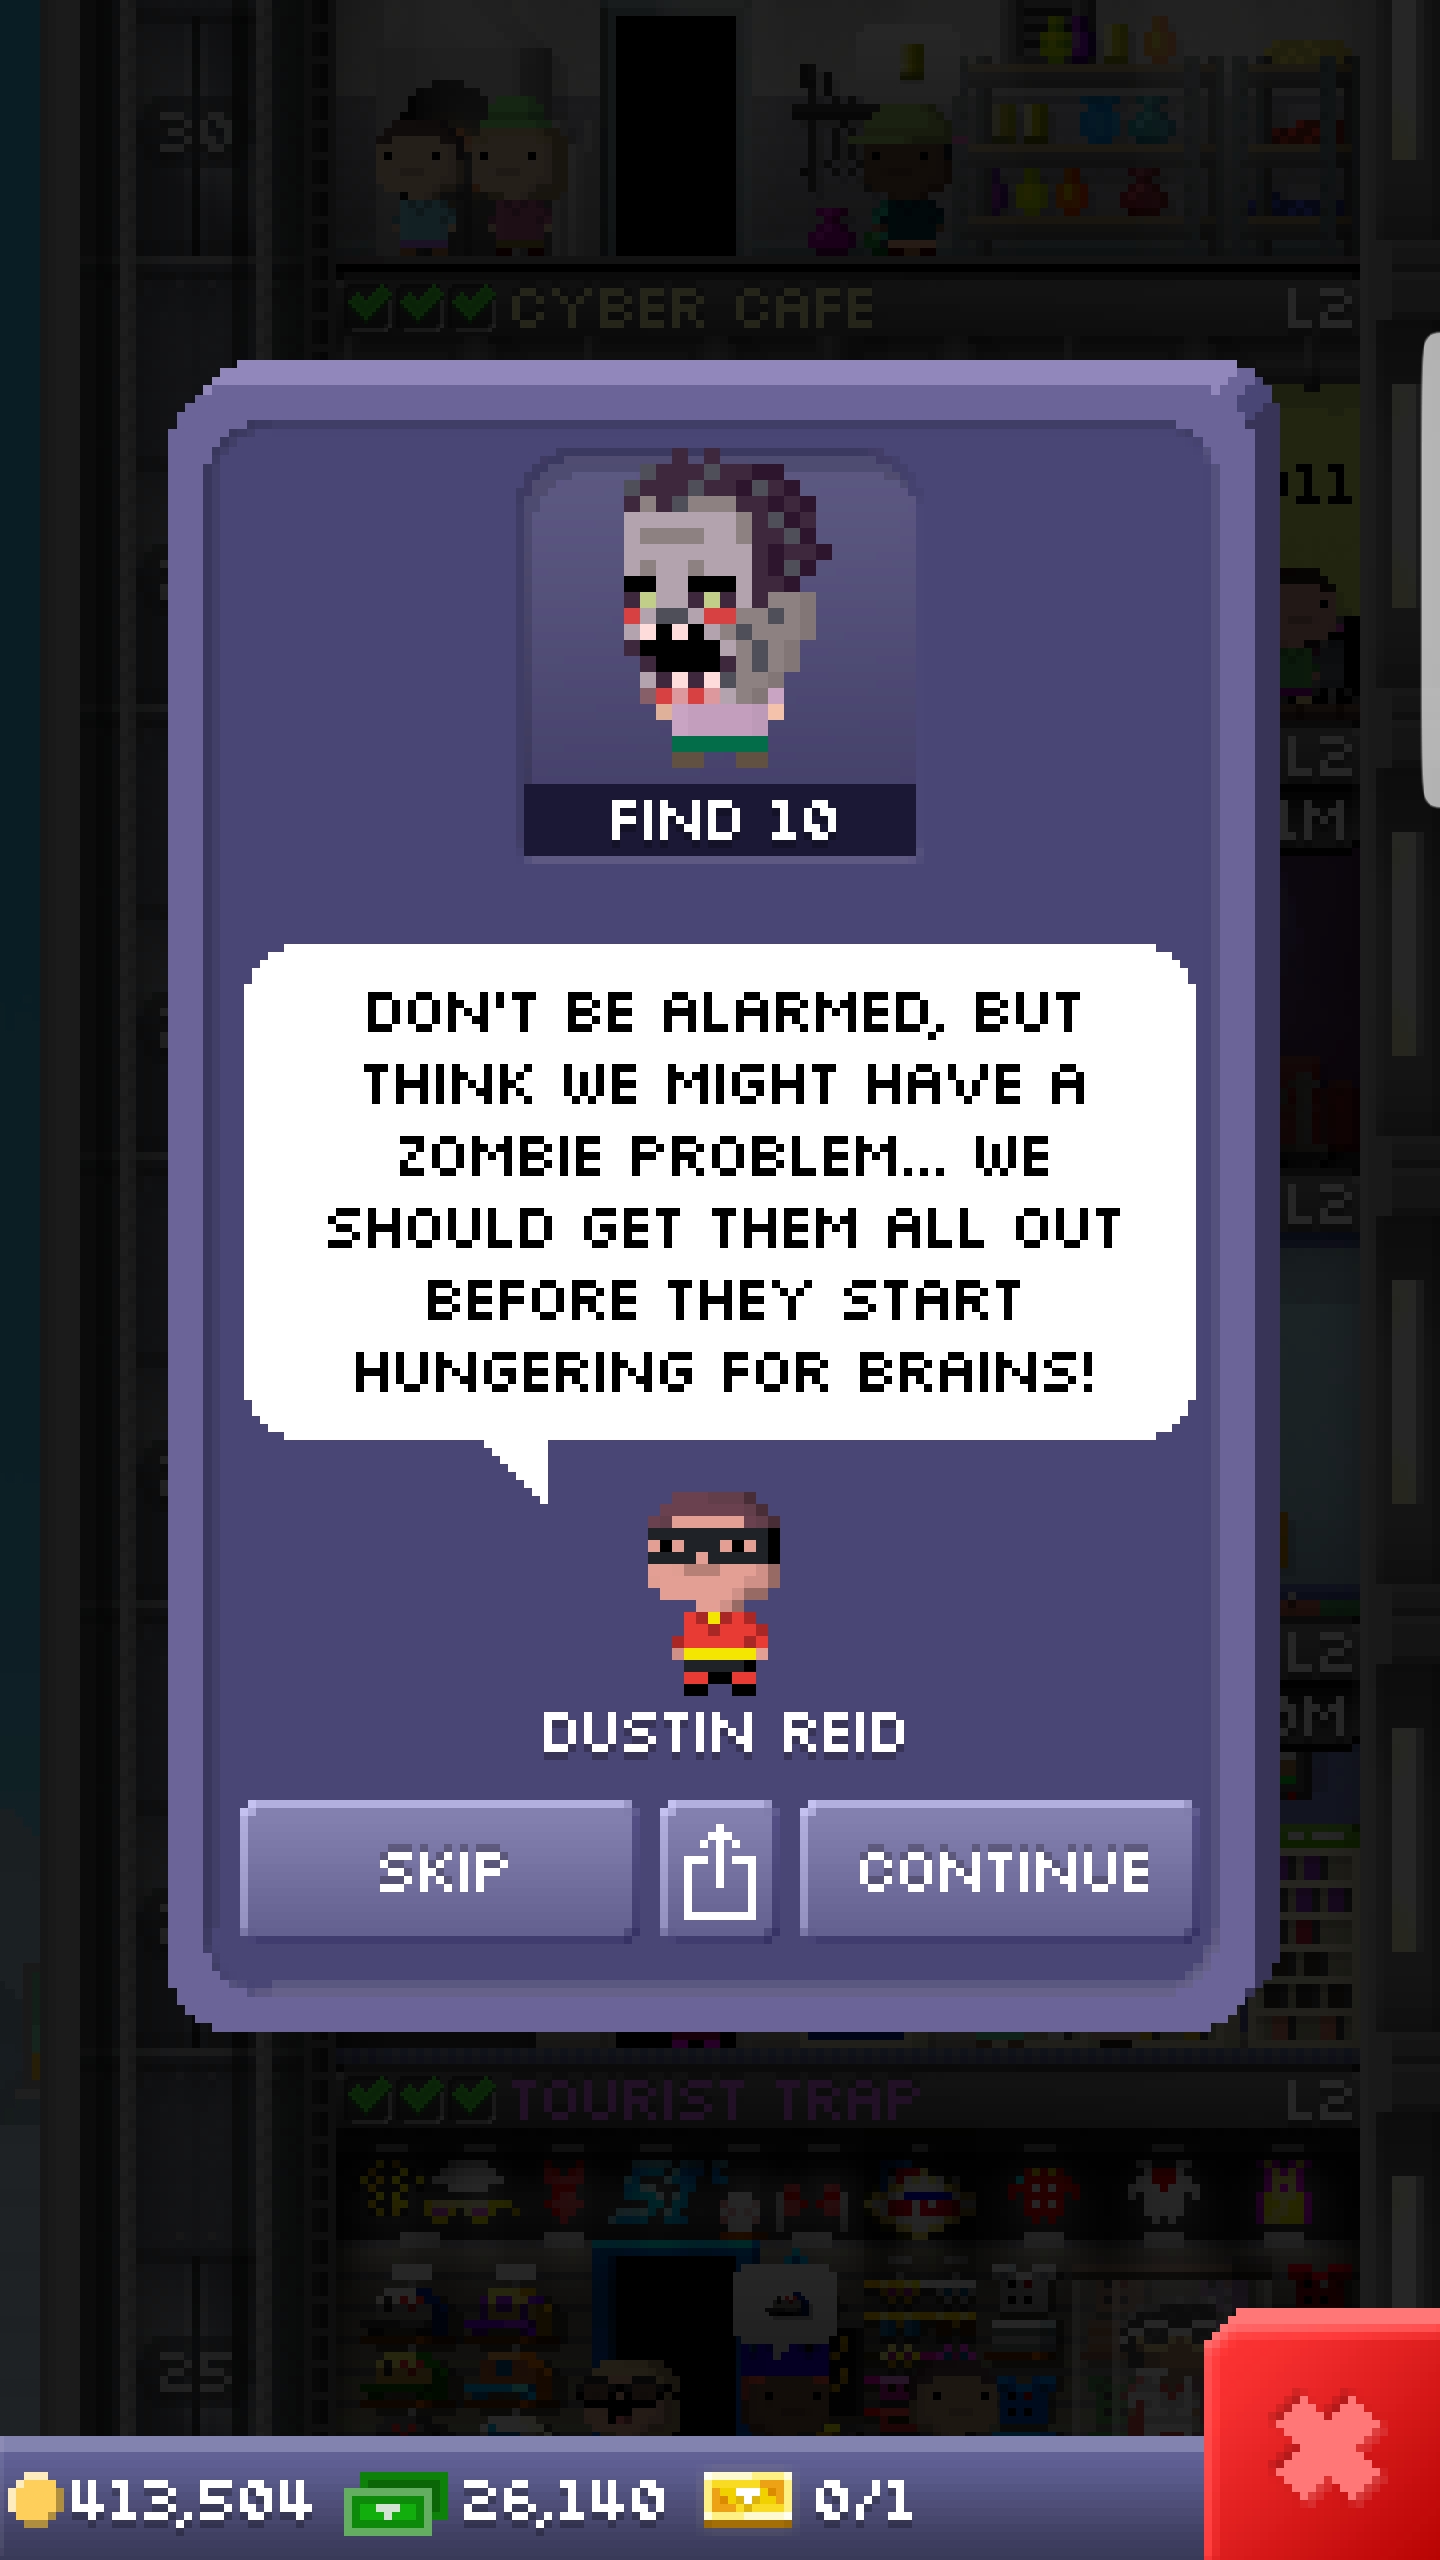 30
CYBER CAFE L2
011
FIND 10
L2
1M
DON'T BE ALARMED, BUT
THINK WE MIGHT HAVE A
ZOMBIE PROBLEM... WE
SHOULD GET THEM ALL OUT
BEFORE THEY START
HUNGERING FOR BRAINS!
L2
L2
0M
DUSTIN REID
SKIP
CONTINUE
TOURIST TRAP L2
25
413,504 26,140 0/1